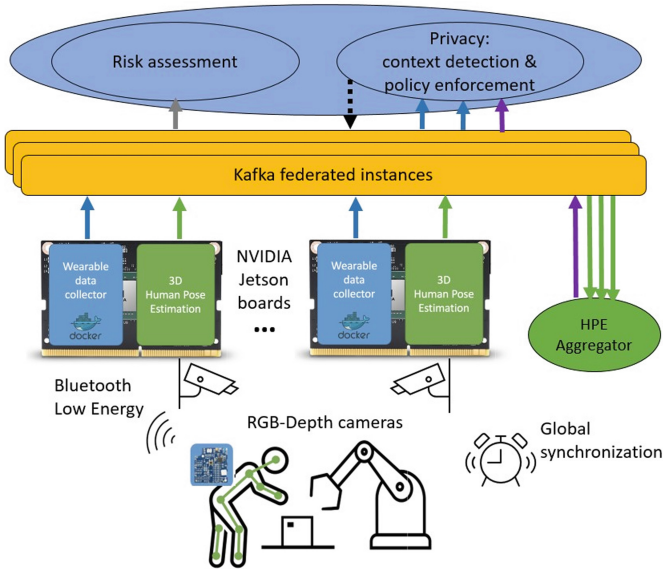 Risk assessment
Privacy:
context detection &
policy enforcement
Kafka federated instances
Wearable
data
collector
docker
3D
Human Pose
Estimation
NVIDIA
Jetson
boards
...
Wearable
data
collector
docker
3D
Human Pose
Estimation
HPE
Aggregator
Bluetooth
Low Energy
RGB-Depth cameras
Global
synchronization